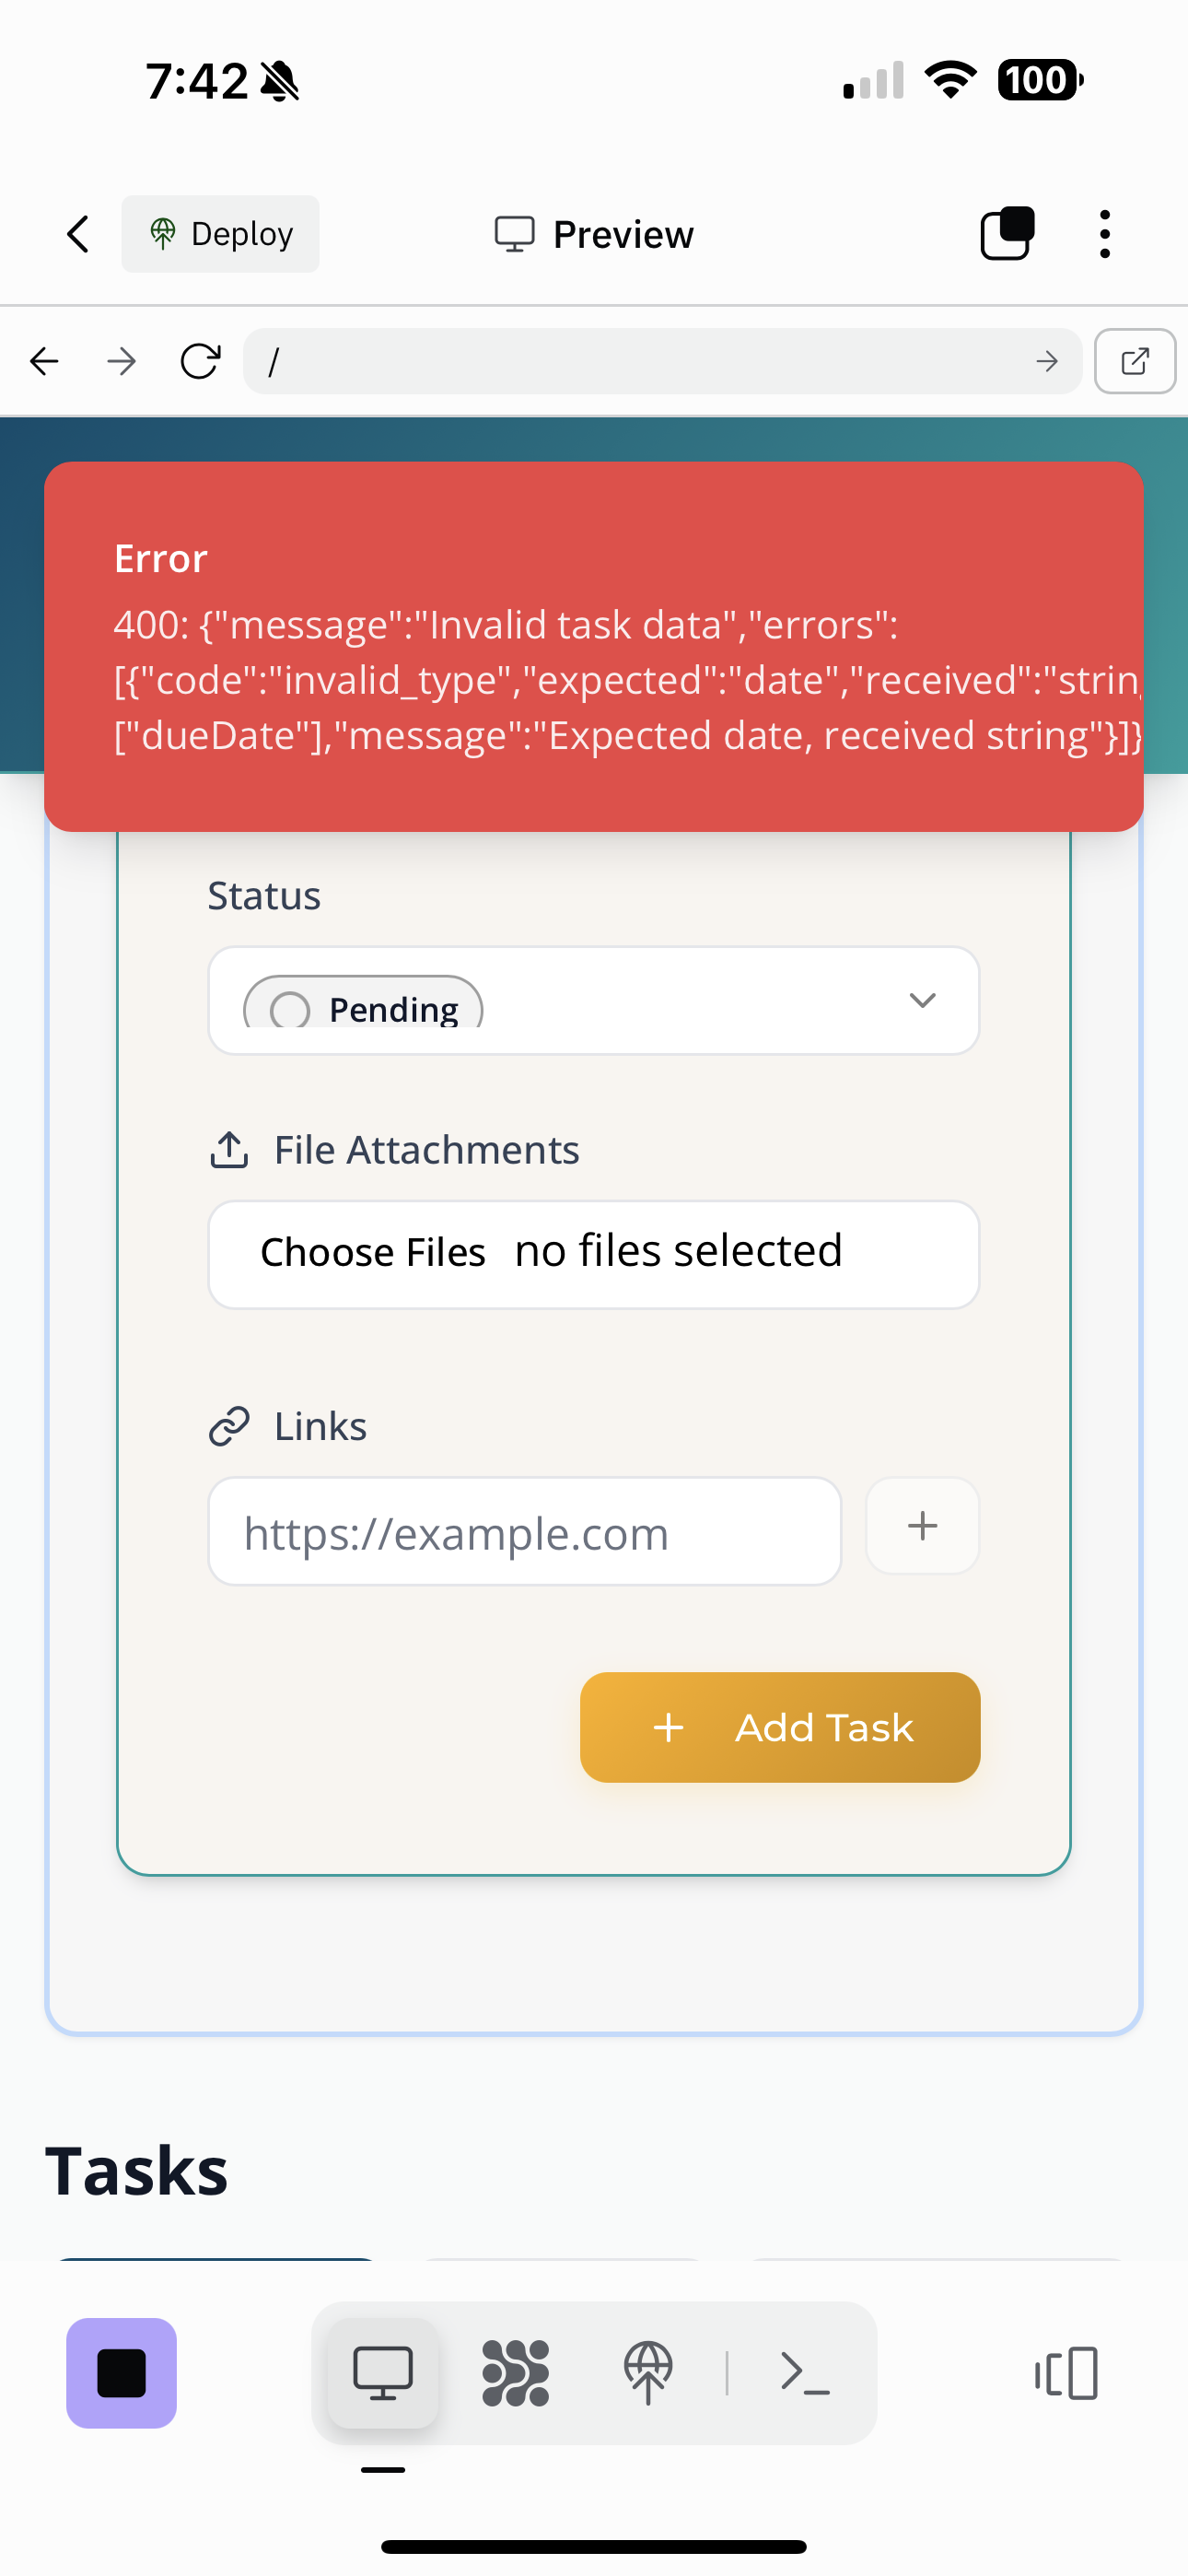 7:42
100
Deploy
Preview
/
Error
400: {"message":"Invalid task data","errors":
[{"code":"invalid_type","expected":"date","received":"strin
["dueDate"],"message":"Expected date, received string"}]}
Status
Pending
File Attachments
Choose Files no files selected
Links
https://example.com
+ Add Task
Tasks